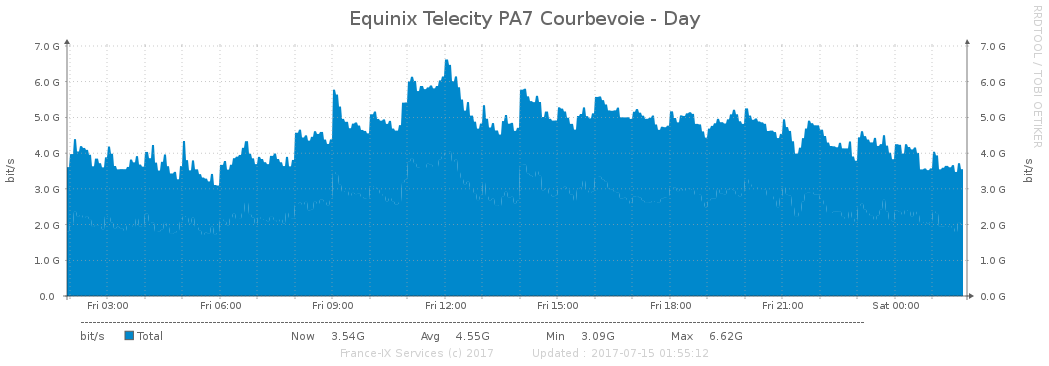 Equinix Telecity PA7 Courbevoie - Day
RRDTOOL / TOBI OETIKER
7.0 G 7.0 G
6.0 G 6.0 G
5.0 G 5.0 G
4.0 G 4.0 G
3.0 G 3.0 G
2.0 G 2.0 G
1.0 G 1.0 G
0.0 0.0 G
bit/s
bit/s
Fri 03:00 Fri 06:00 Fri 09:00 Fri 12:00 Fri 15:00 Fri 18:00 Fri 21:00 Sat 00:00
bit/s Total Now 3.54G Avg 4.55G Min 3.09G Max 6.62G
France-IX Services (c) 2017 Updated : 2017-07-15 01:55:12